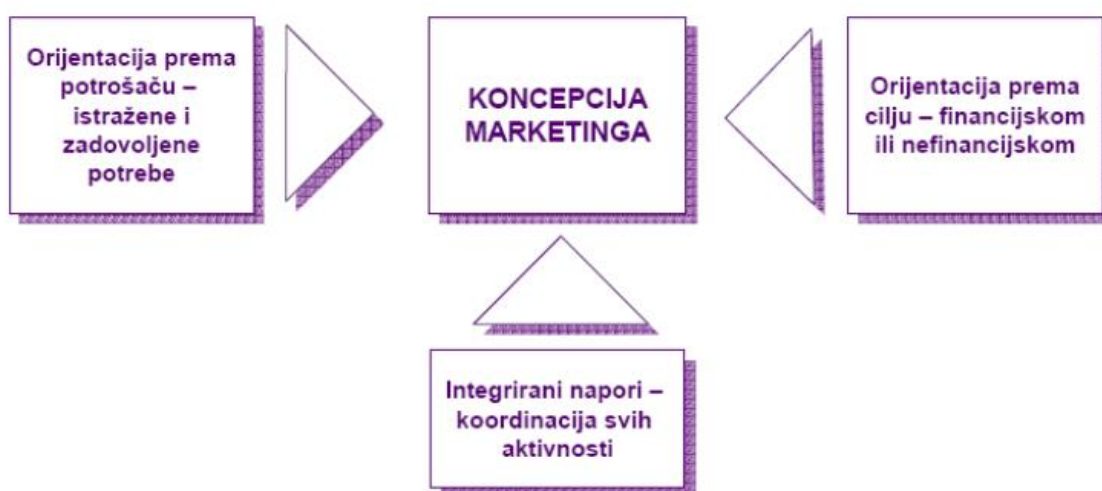 Orijentacija prema
potrošaču –
istražene i
zadovoljene
potrebe
KONCEPCIJA
MARKETINGA
Orijentacija prema
cilju – financijskom
ili nefinancijskom
Integrirani napori –
koordinacija svih
aktivnosti